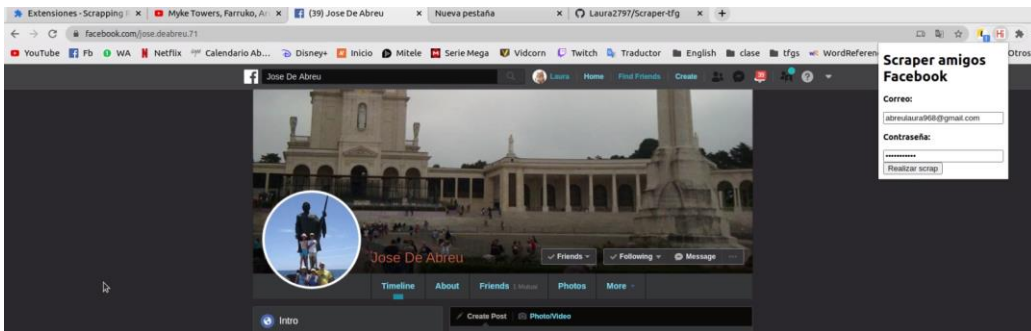 Extensiones - Scrapping
Myke Towers, Farruko, Ar
(39) Jose De Abreu
Nueva pestaña
Laura2797/Scraper-tfg
facebook.com/jose.deabreu.71
YouTube Fb WA Netflix Calendario Ab... Disney+ Inicio Mitele Serie Mega Vidcorn Twitch Traductor English clase tfgs WordReferen Otros
Jose De Abreu
Laura Home Find Friends Create
Jose De Abreu
Friends Following Message
Timeline About Friends 1 Mutual Photos More
Intro
Create Post Photo/Video
Scraper amigos
Facebook
Correo:
abreulaura968@gmail.com
Contraseña:
Realizar scrap